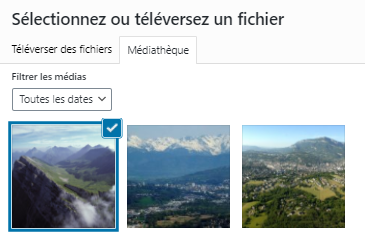 Sélectionnez ou téléversez un fichier
Téléverser des fichiers Médiathèque
Filtrer les médias
Toutes les dates